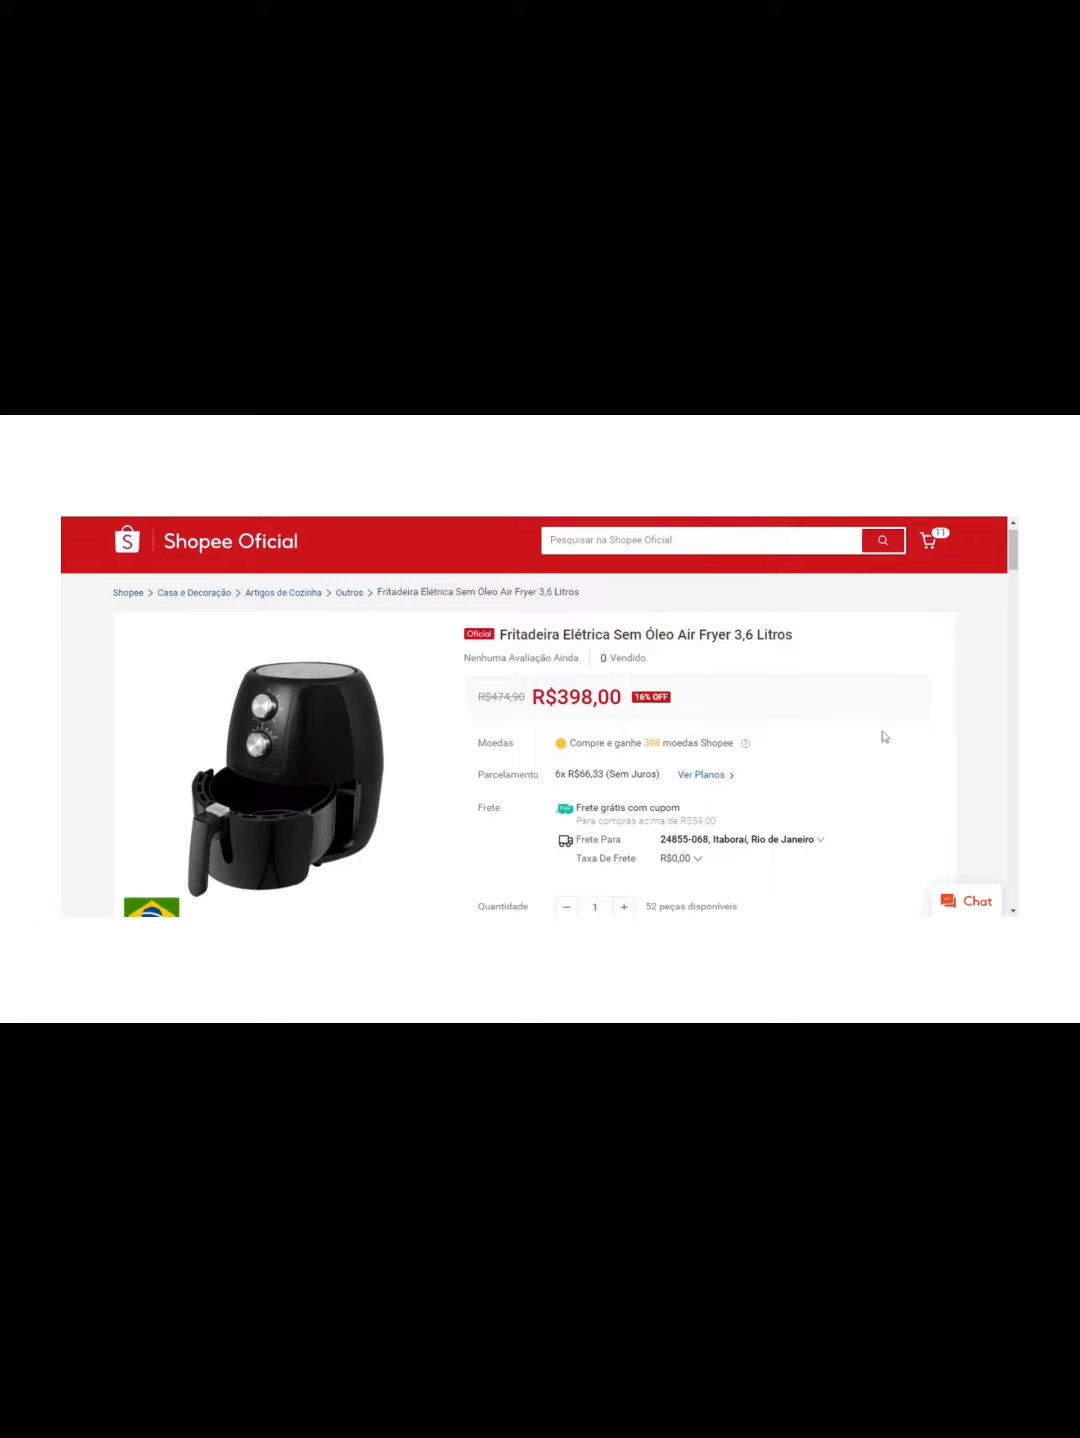 Shopee Oficial
Pesquisar na Shopee Oficial
11
Shopee > Casa e Decoração > Artigos de Cozinha > Outros > Fritadeira Elétrica Sem Óleo Air Fryer 3,6 Litros
Oficial Fritadeira Elétrica Sem Óleo Air Fryer 3,6 Litros
Nenhuma Avaliação Ainda 0 Vendido
R$474,90 R$398,00 16% OFF
Moedas Compre e ganhe 398 moedas Shopee ?
Parcelamento 6x R$66,33 (Sem Juros) Ver Planos >
Frete Frete grátis com cupom
Para compras acima de R$59,00
Frete Para 24855-068, Itaboraí, Rio de Janeiro
Taxa De Frete R$0,00
Quantidade − 1 + 52 peças disponíveis
Chat